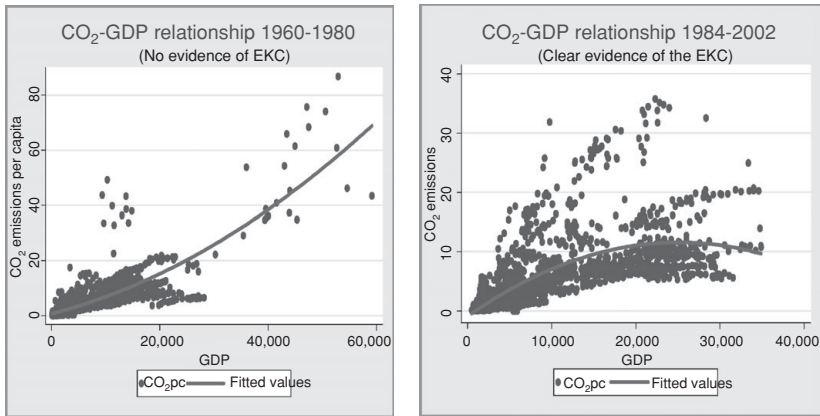 CO₂-GDP relationship 1960-1980
(No evidence of EKC)
CO₂ emissions per capita
80
60
40
20
0
0 20,000 40,000 60,000
GDP
CO₂pc Fitted values
CO₂-GDP relationship 1984-2002
(Clear evidence of the EKC)
CO₂ emissions
40
30
20
10
0
0 10,000 20,000 30,000 40,000
GDP
CO₂pc Fitted values